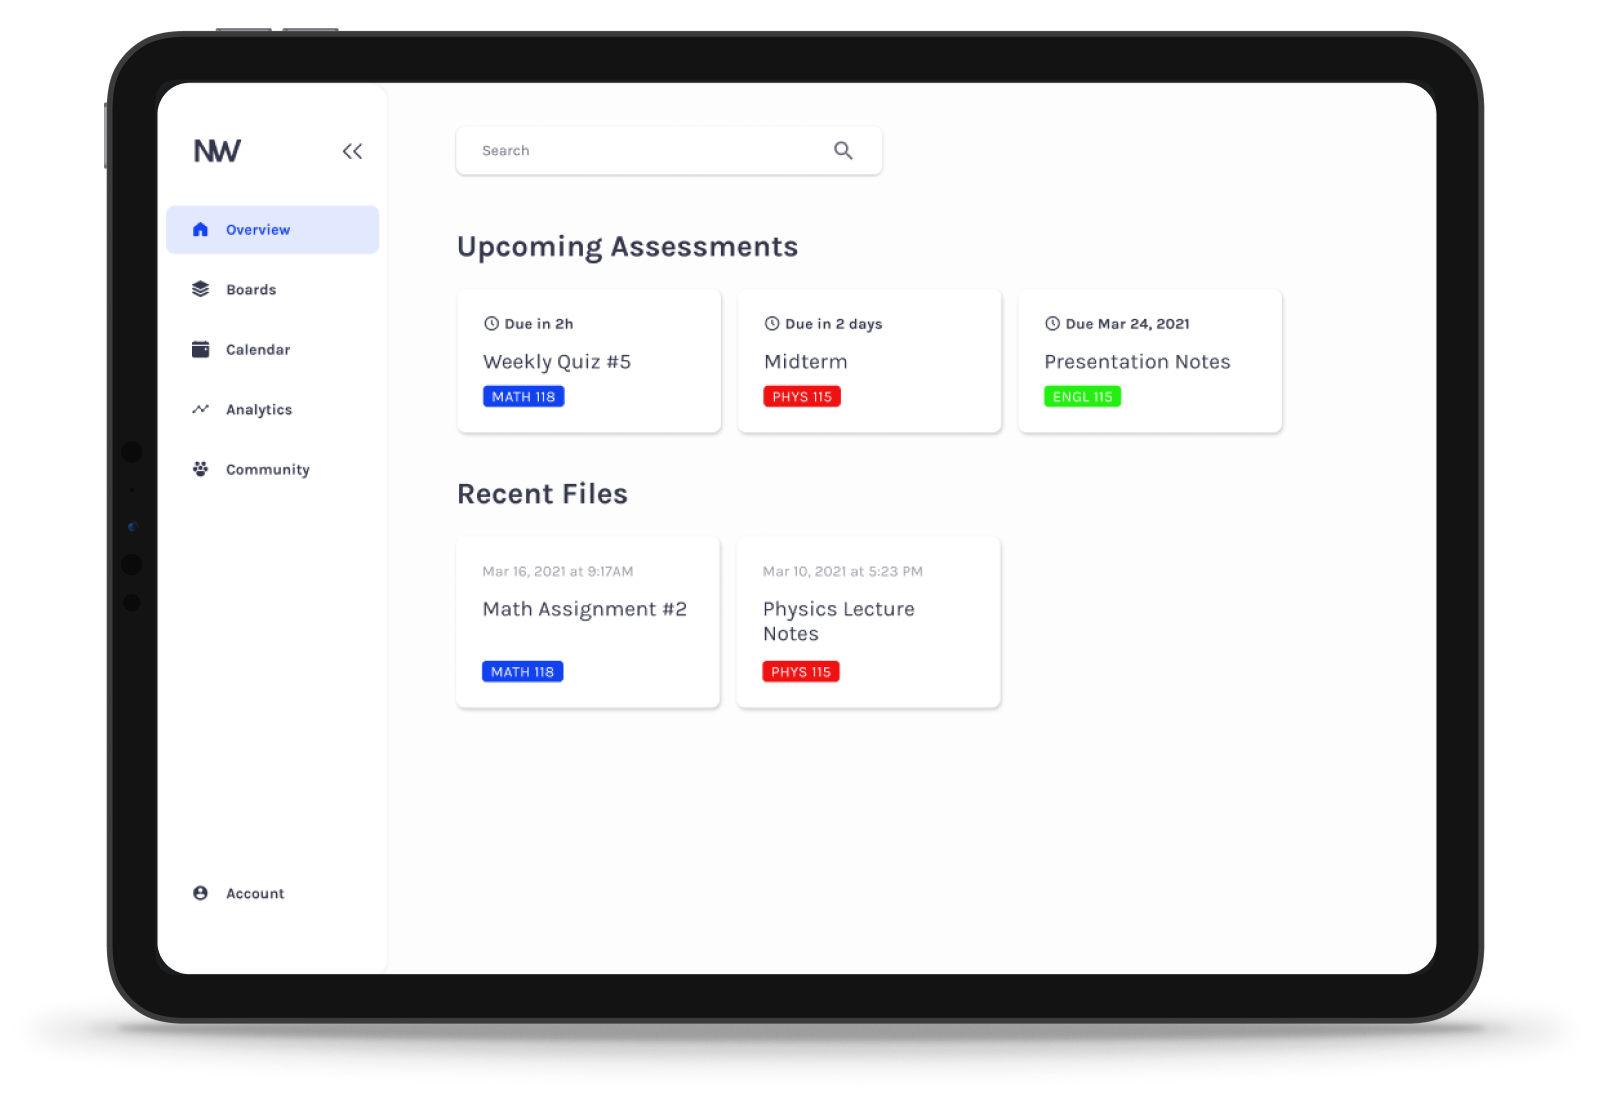 NW
Overview
Boards
Calendar
Analytics
Community
Account
Search
Upcoming Assessments
Due in 2h
Weekly Quiz #5
MATH 118
Due in 2 days
Midterm
PHYS 115
Due Mar 24, 2021
Presentation Notes
ENGL 115
Recent Files
Mar 16, 2021 at 9:17AM
Math Assignment #2
MATH 118
Mar 10, 2021 at 5:23 PM
Physics Lecture
Notes
PHYS 115